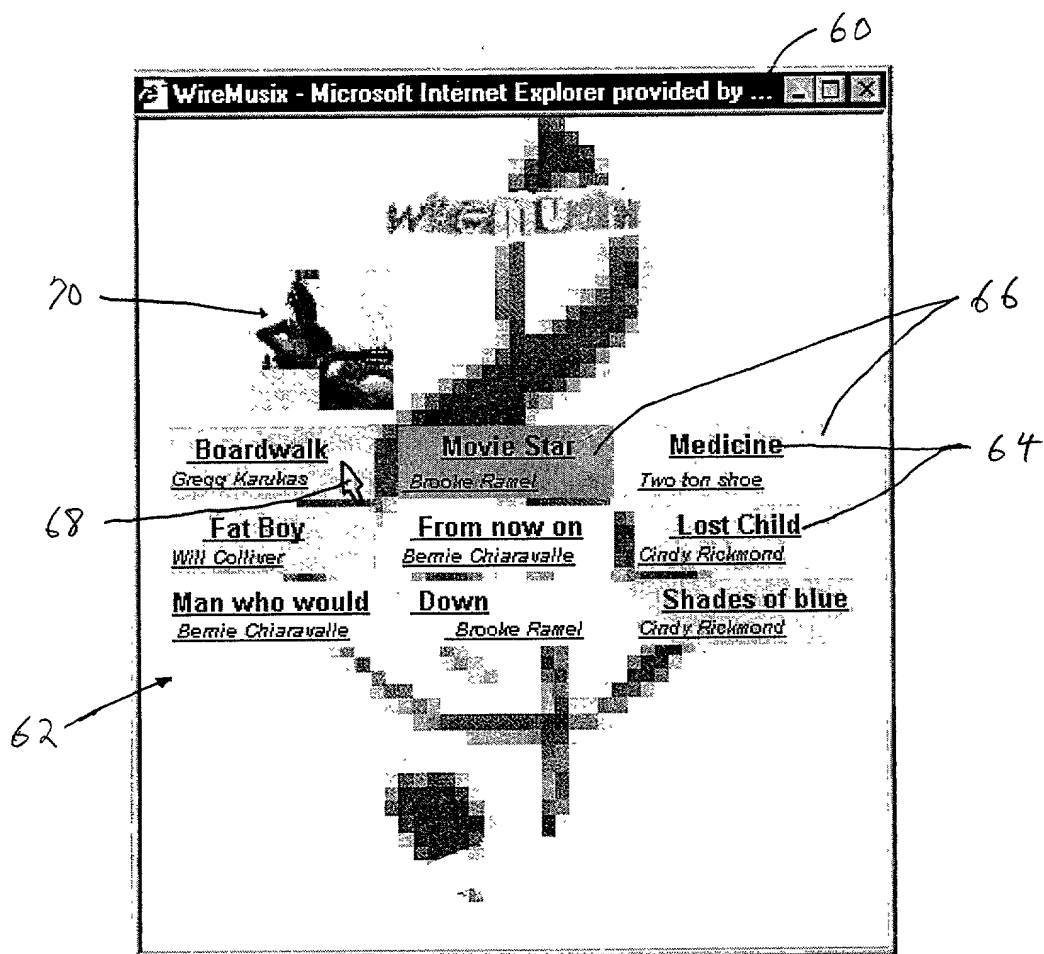 60
WireMusix - Microsoft Internet Explorer provided by ...
wiremusix
70
66
Boardwalk Movie Star Medicine
Gregg Karukas Brooke Ramel Two ton shoe
64
68
Fat Boy From now on Lost Child
Will Colliver Bernie Chiaravalle Cindy Rickmond
Man who would Down Shades of blue
Bernie Chiaravalle Brooke Ramel Cindy Rickmond
62